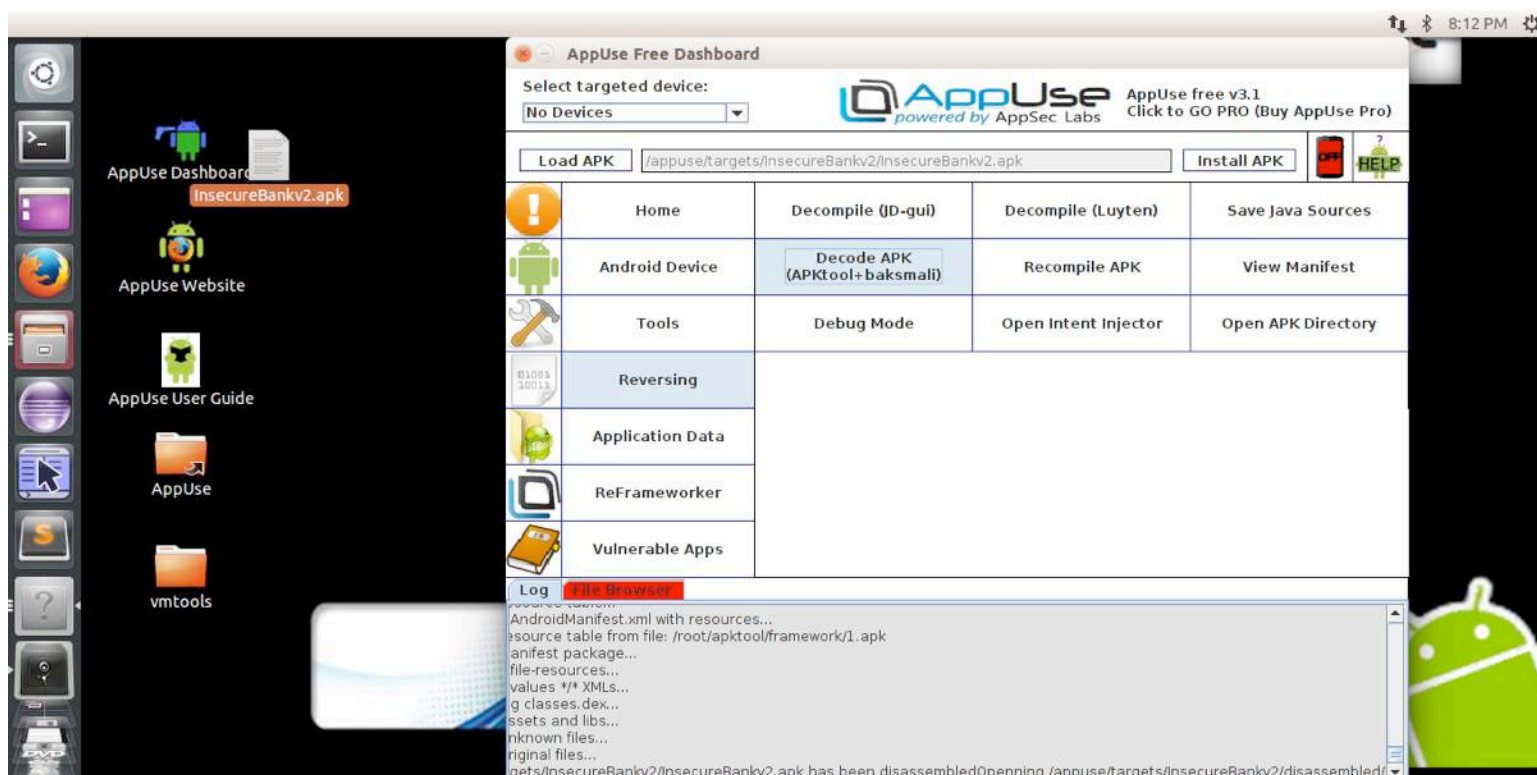 8:12 PM
AppUse Free Dashboard
Select targeted device:
No Devices
AppUse
powered by AppSec Labs
AppUse free v3.1
Click to GO PRO (Buy AppUse Pro)
Load APK
/appuse/targets/InsecureBankv2/InsecureBankv2.apk
Install APK
OFF
?
HELP
Home
Decompile (JD-gui)
Decompile (Luyten)
Save Java Sources
Android Device
Decode APK
(APKtool+baksmali)
Recompile APK
View Manifest
Tools
Debug Mode
Open Intent Injector
Open APK Directory
Reversing
Application Data
ReFrameworker
Vulnerable Apps
Log
File Browser
AndroidManifest.xml with resources...
esource table from file: /root/apktool/framework/1.apk
anifest package...
file-resources...
values */* XMLs...
g classes.dex...
ssets and libs...
nknown files...
riginal files...
gets/InsecureBankv2/InsecureBankv2.apk has been disassembledOpenning /appuse/targets/InsecureBankv2/disassembled/
AppUse Dashboard
InsecureBankv2.apk
AppUse Website
AppUse User Guide
AppUse
vmtools
DVD